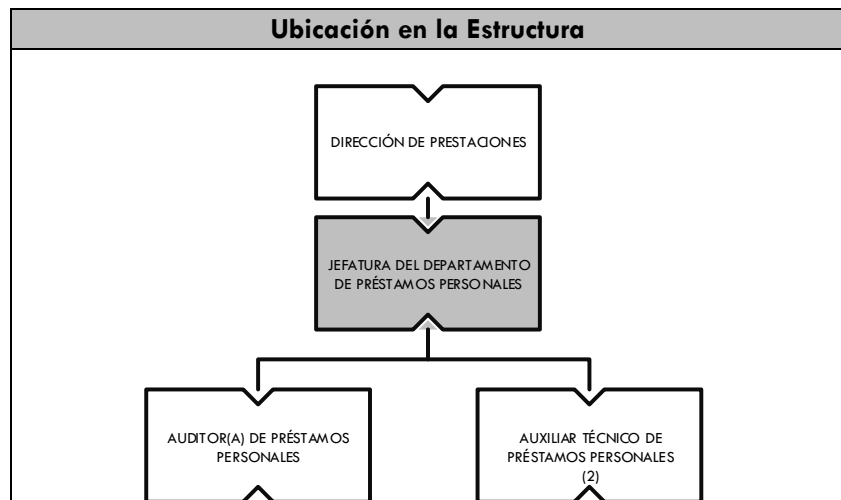 Ubicación en la Estructura
DIRECCIÓN DE PRESTACIONES
JEFATURA DEL DEPARTAMENTO
DE PRÉSTAMOS PERSONALES
AUDITOR(A) DE PRÉSTAMOS
PERSONALES
AUXILIAR TÉCNICO DE
PRÉSTAMOS PERSONALES
(2)